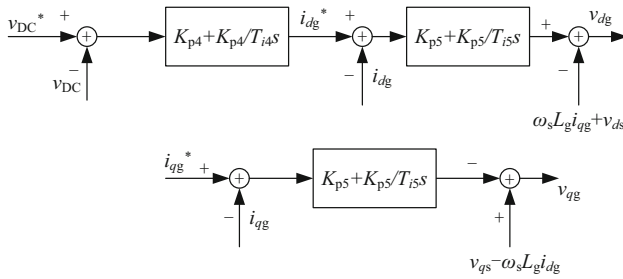 v_DC* + K_p4+K_p4/T_i4s i_dg* + K_p5+K_p5/T_i5s + v_dg
+ + +
− − −
v_DC i_dg ω_sL_gi_qg+v_ds
i_qg* + K_p5+K_p5/T_i5s − v_qg
+ +
− i_qg +
v_qs−ω_sL_gi_dg